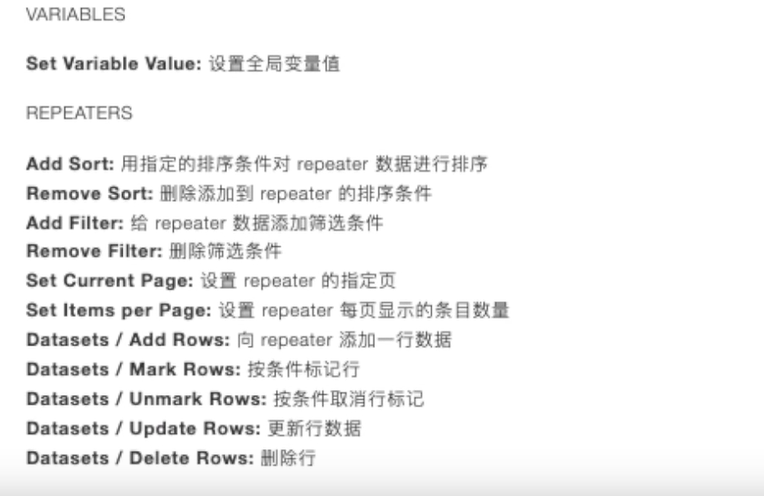 VARIABLES
Set Variable Value: 设置全局变量值
REPEATERS
Add Sort: 用指定的排序条件对 repeater 数据进行排序
Remove Sort: 删除添加到 repeater 的排序条件
Add Filter: 给 repeater 数据添加筛选条件
Remove Filter: 删除筛选条件
Set Current Page: 设置 repeater 的指定页
Set Items per Page: 设置 repeater 每页显示的条目数量
Datasets / Add Rows: 向 repeater 添加一行数据
Datasets / Mark Rows: 按条件标记行
Datasets / Unmark Rows: 按条件取消行标记
Datasets / Update Rows: 更新行数据
Datasets / Delete Rows: 删除行